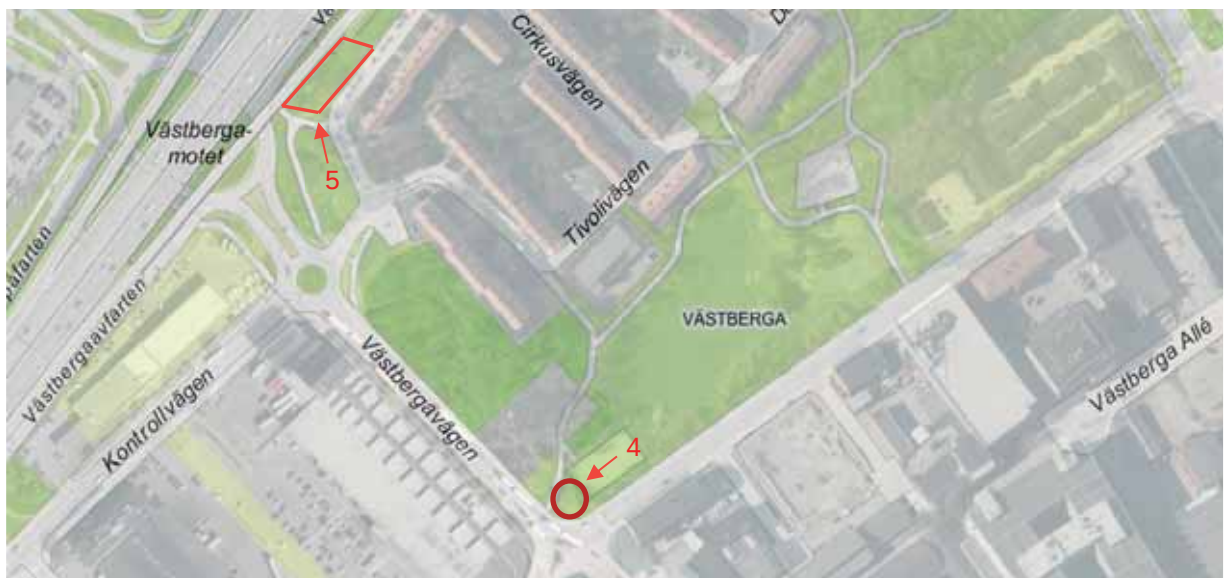 Cirkusvägen
Västberga-
motet
5
Tivolivägen
VÄSTBERGA
Västbergaavfarten
Kontrollvägen
Västbergavägen
Västberga Allé
4